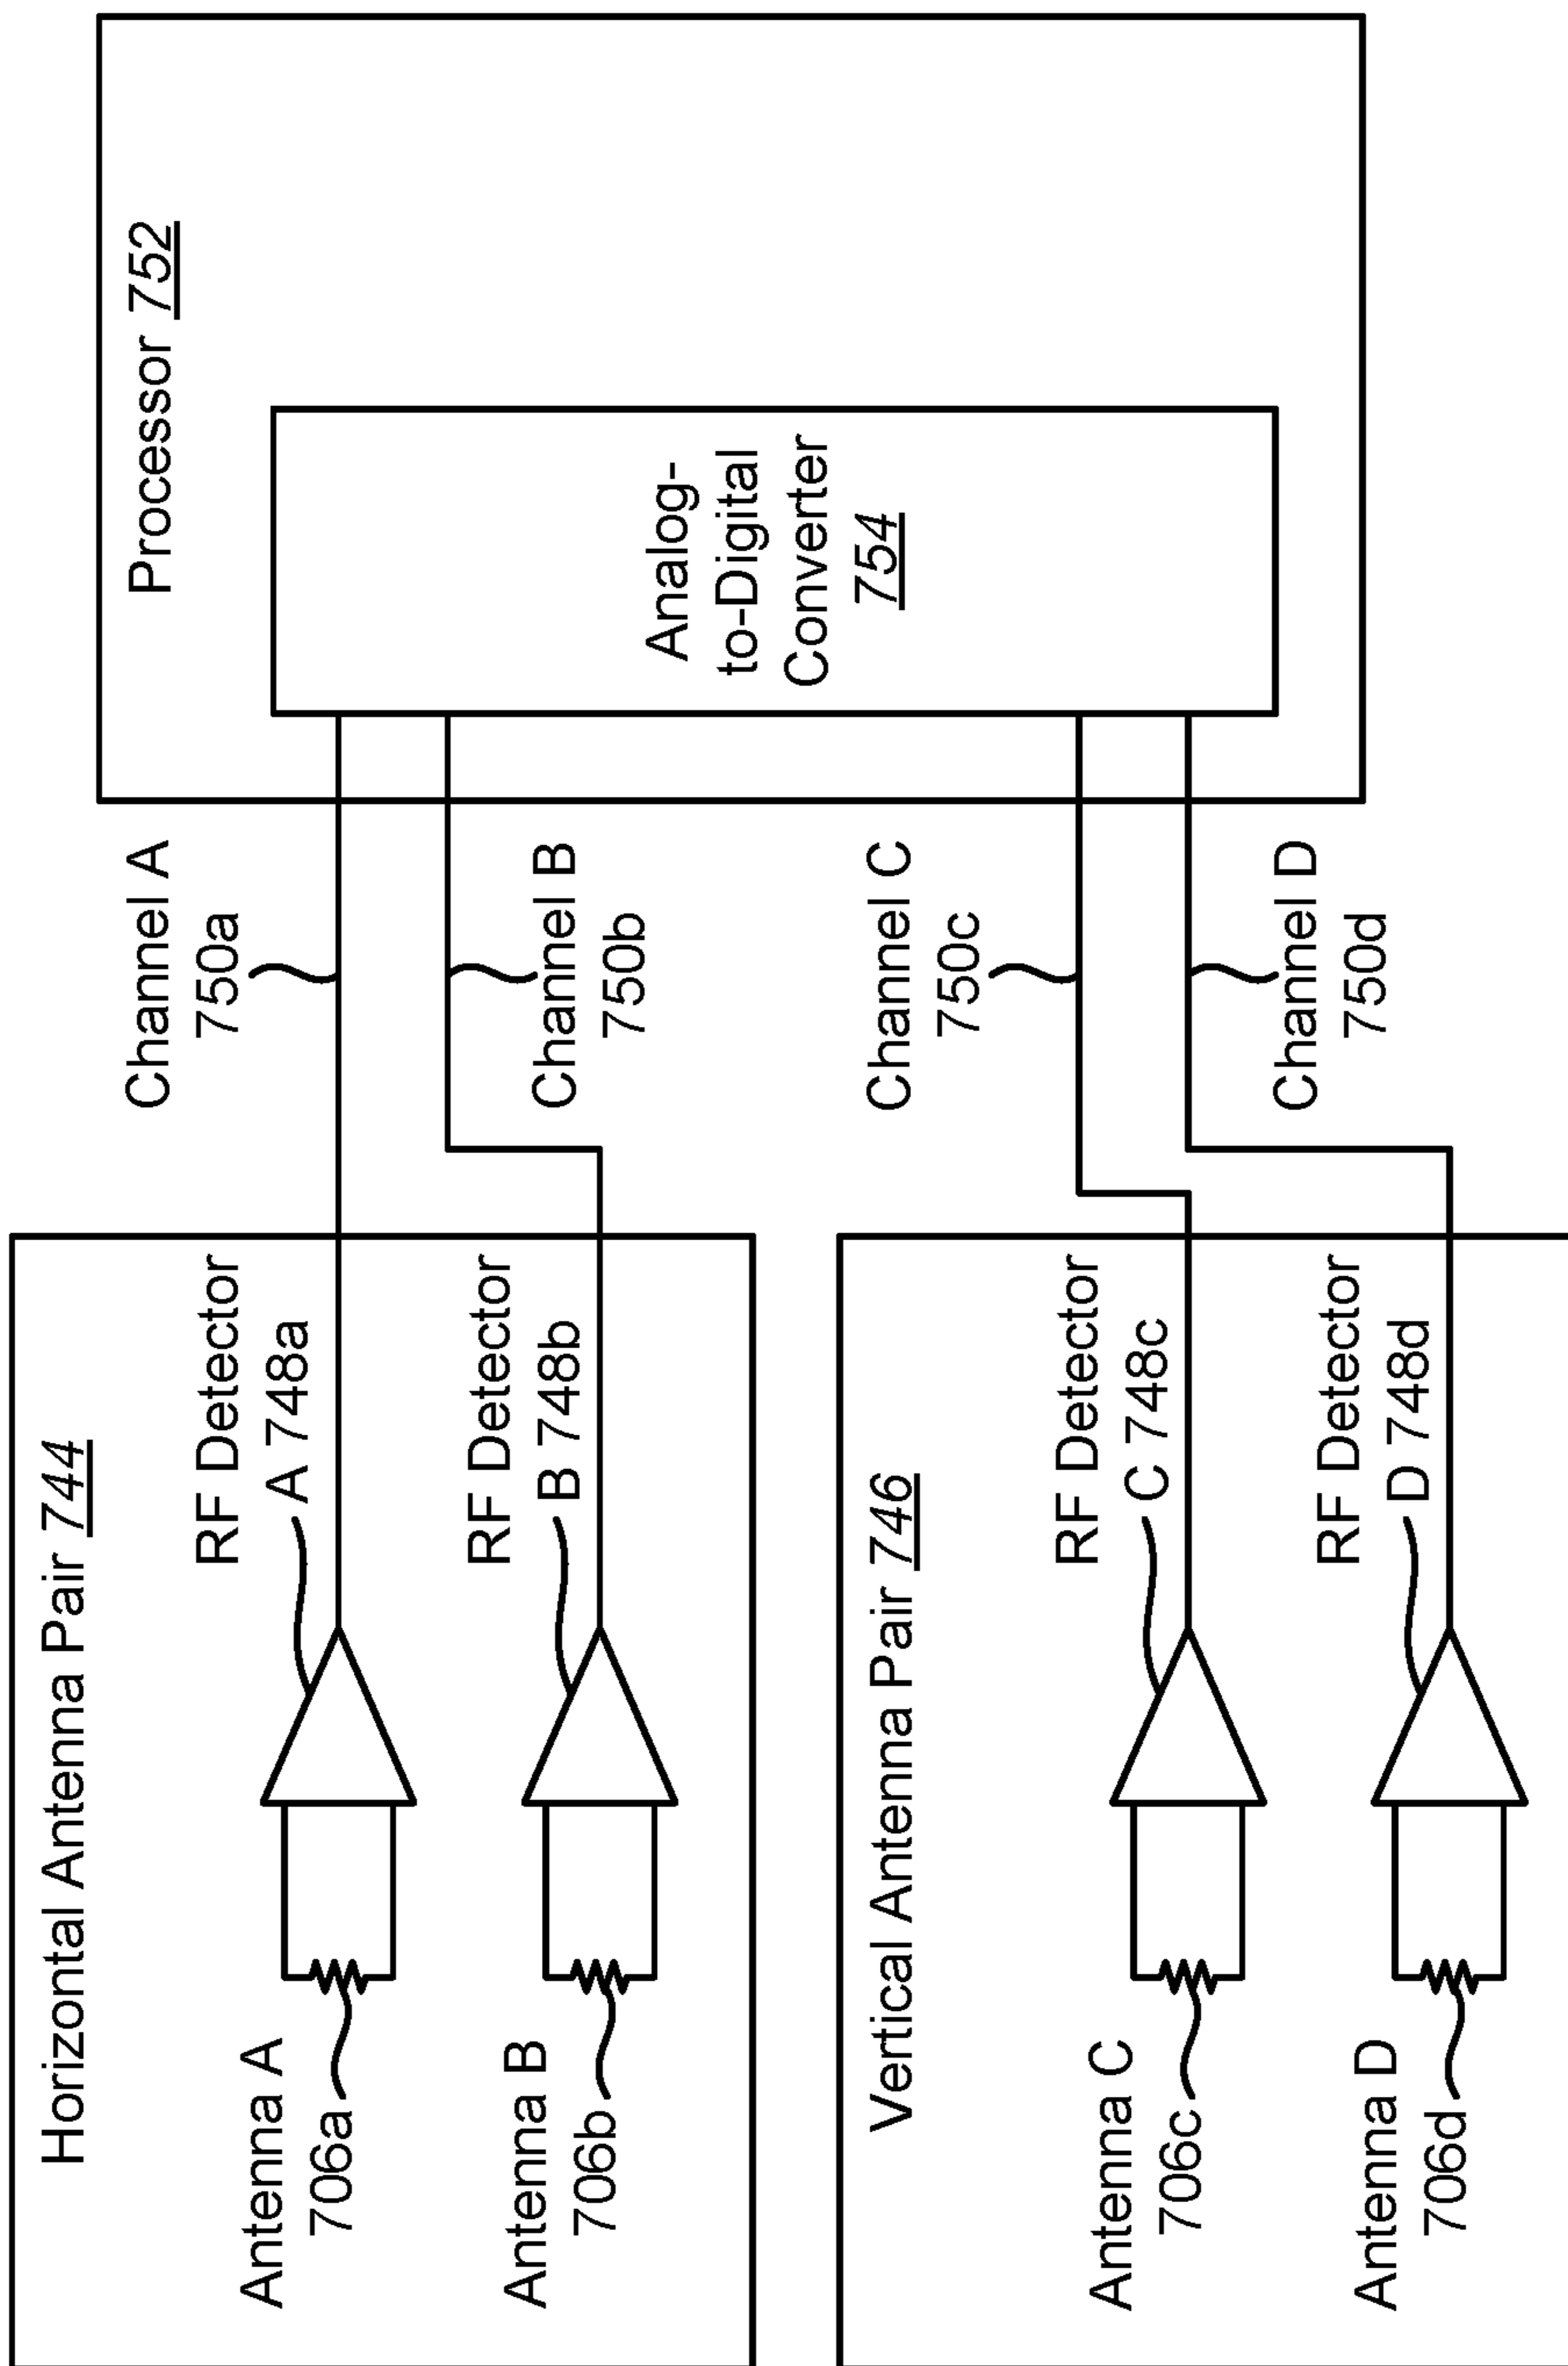 Horizontal Antenna Pair 744
Antenna A
706a
RF Detector
A 748a
Antenna B
706b
RF Detector
B 748b
Vertical Antenna Pair 746
Antenna C
706c
RF Detector
C 748c
Antenna D
706d
RF Detector
D 748d
Channel A
750a
Channel B
750b
Channel C
750c
Channel D
750d
Processor 752
Analog-
to-Digital
Converter
754